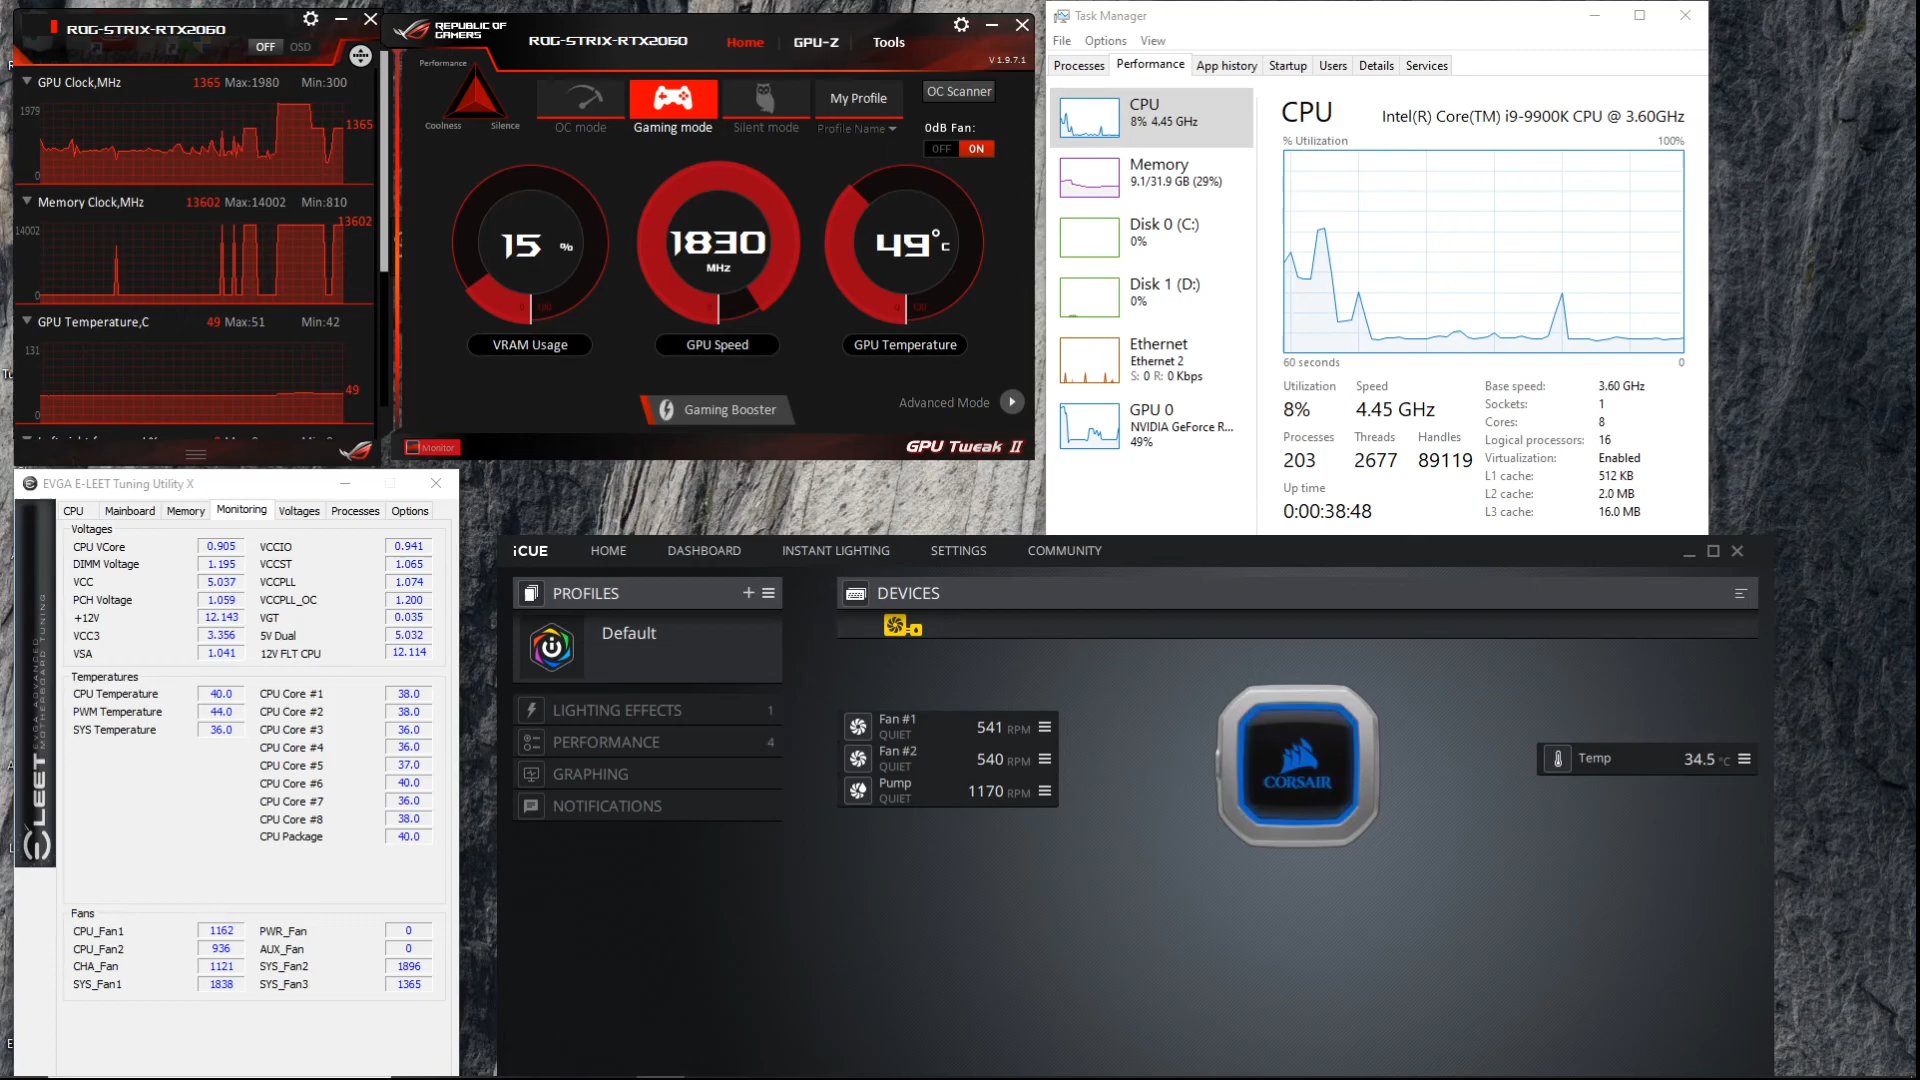 ROG-STRIX-RTX2060
OFF OSD
GPU Clock,MHz 1365 Max:1980 Min:300
1979
1365
0
Memory Clock,MHz 13602 Max:14002 Min:810
13602
14002
0
GPU Temperature,C 49 Max:51 Min:42
131
49
0
REPUBLIC OF
GAMERS
ROG-STRIX-RTX2060
Home GPU-Z Tools
V 1.9.7.1
Performance
Coolness Silence
OC mode
Gaming mode
Silent mode
My Profile
Profile Name
OC Scanner
0dB Fan:
OFF ON
15 %
1830
MHz
49°C
VRAM Usage
GPU Speed
GPU Temperature
Gaming Booster
Advanced Mode
Monitor
GPU Tweak II
Task Manager
File Options View
Processes Performance App history Startup Users Details Services
CPU
8% 4.45 GHz
Memory
9.1/31.9 GB (29%)
Disk 0 (C:)
0%
Disk 1 (D:)
0%
Ethernet
Ethernet 2
S: 0 R: 0 Kbps
GPU 0
NVIDIA GeForce R...
49%
CPU Intel(R) Core(TM) i9-9900K CPU @ 3.60GHz
% Utilization 100%
60 seconds 0
Utilization Speed
8% 4.45 GHz
Processes Threads Handles
203 2677 89119
Up time
0:00:38:48
Base speed: 3.60 GHz
Sockets: 1
Cores: 8
Logical processors: 16
Virtualization: Enabled
L1 cache: 512 KB
L2 cache: 2.0 MB
L3 cache: 16.0 MB
EVGA E-LEET Tuning Utility X
CPU Mainboard Memory Monitoring Voltages Processes Options
E-LEET EVGA ADVANCED
MOTHERBOARD TUNING
Voltages
CPU VCore 0.905 VCCIO 0.941
DIMM Voltage 1.195 VCCST 1.065
VCC 5.037 VCCPLL 1.074
PCH Voltage 1.059 VCCPLL_OC 1.200
+12V 12.143 VGT 0.035
VCC3 3.356 5V Dual 5.032
VSA 1.041 12V FLT CPU 12.114
Temperatures
CPU Temperature 40.0 CPU Core #1 38.0
PWM Temperature 44.0 CPU Core #2 38.0
SYS Temperature 36.0 CPU Core #3 36.0
CPU Core #4 36.0
CPU Core #5 37.0
CPU Core #6 40.0
CPU Core #7 36.0
CPU Core #8 38.0
CPU Package 40.0
Fans
CPU_Fan1 1162 PWR_Fan 0
CPU_Fan2 936 AUX_Fan 0
CHA_Fan 1121 SYS_Fan2 1896
SYS_Fan1 1838 SYS_Fan3 1365
iCUE HOME DASHBOARD INSTANT LIGHTING SETTINGS COMMUNITY
PROFILES
Default
LIGHTING EFFECTS 1
PERFORMANCE 4
GRAPHING
NOTIFICATIONS
DEVICES
Fan #1
QUIET
541 RPM
Fan #2
QUIET
540 RPM
Pump
QUIET
1170 RPM
CORSAIR
Temp 34.5 °C